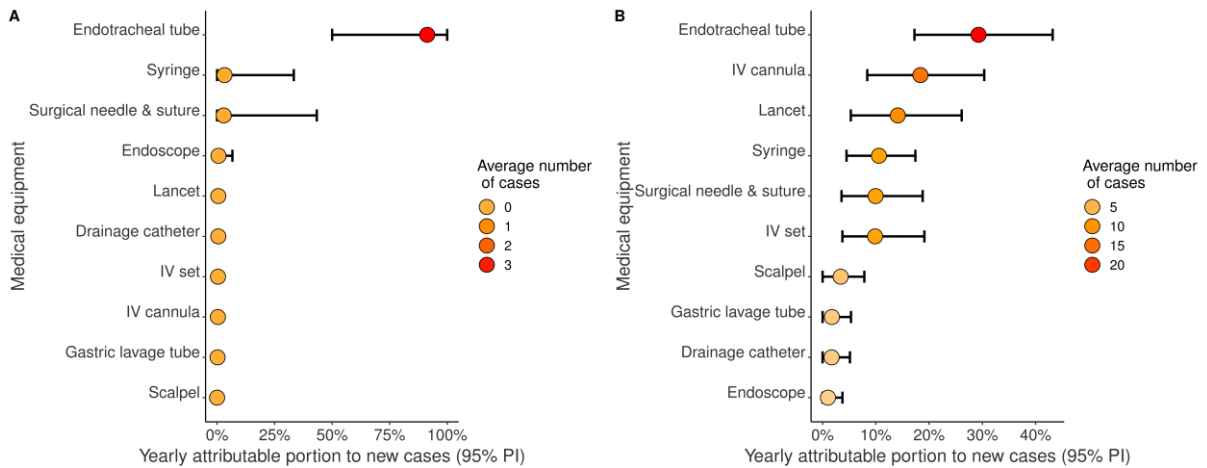 A
Endotracheal tube
Syringe
Surgical needle & suture
Endoscope
Lancet
Drainage catheter
IV set
IV cannula
Gastric lavage tube
Scalpel
Medical equipment
0% 25% 50% 75% 100%
Yearly attributable portion to new cases (95% PI)
Average number
of cases
0
1
2
3
B
Endotracheal tube
IV cannula
Lancet
Syringe
Surgical needle & suture
IV set
Scalpel
Gastric lavage tube
Drainage catheter
Endoscope
Medical equipment
0% 10% 20% 30% 40%
Yearly attributable portion to new cases (95% PI)
Average number
of cases
5
10
15
20